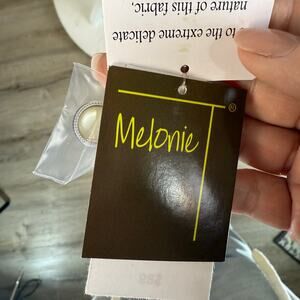 to the extreme delicate
nature of this fabric,
Melonie T®